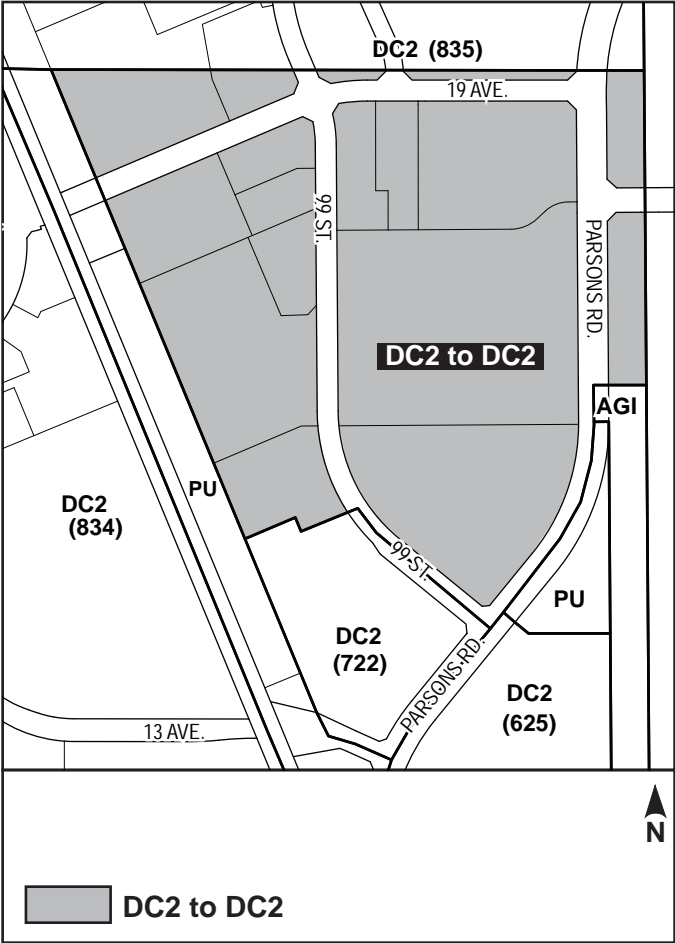 DC2 (835)
19 AVE.
99 ST.
PARSONS RD.
DC2 to DC2
AGI
PU
DC2
(834)
99 ST.
PU
DC2
(722)
PARSONS RD.
DC2
(625)
13 AVE.
N
DC2 to DC2